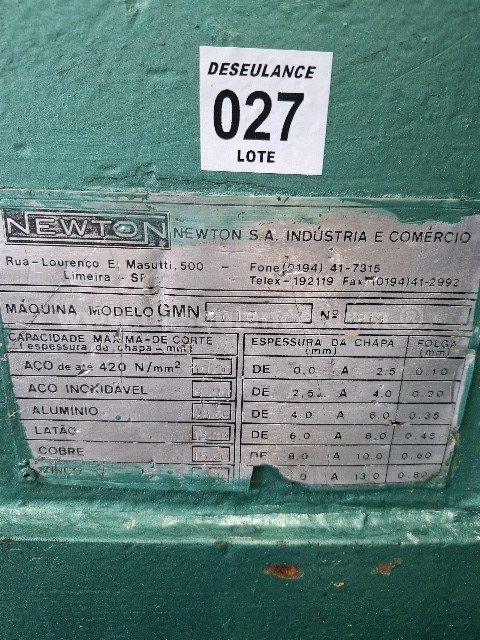 DESEULANCE
027
LOTE
NEWTON NEWTON S.A. INDÚSTRIA E COMÉRCIO
Rua-Lourenço E. Masutti, 500 - Fone (0194) 41-7315
Limeira - SP Telex-192119 Fax-(0194)41-2992
MÁQUINA MODELO GMN Nº
CAPACIDADE MÁXIMA-DE CORTE
(espessura da chapa-mm)
AÇO de até 420 N/mm²
AÇO INOXIDÁVEL
ALUMÍNIO
LATÃO
COBRE
ZINCO
ESPESSURA DA CHAPA (mm) FOLGA (mm)
DE 0,0 A 2.5 0.10
DE 2,5 A 4.0 0.20
DE 4.0 A 6.0 0.35
DE 6,0 A 8.0 0.45
DE 8,0 A 10.0 0.60
A 13.0